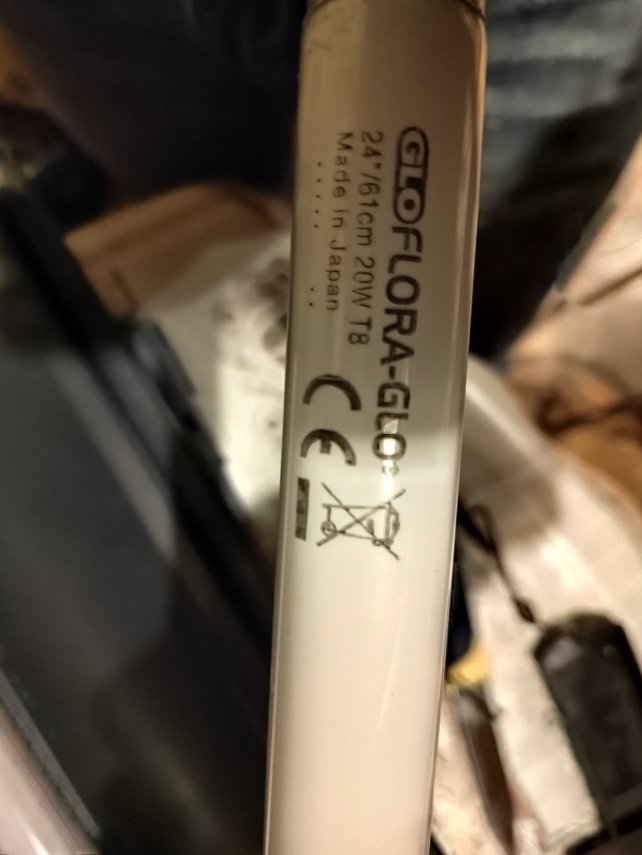 GLO FLORA-GLO®
24"/61cm 20W T8
Made in Japan
CE